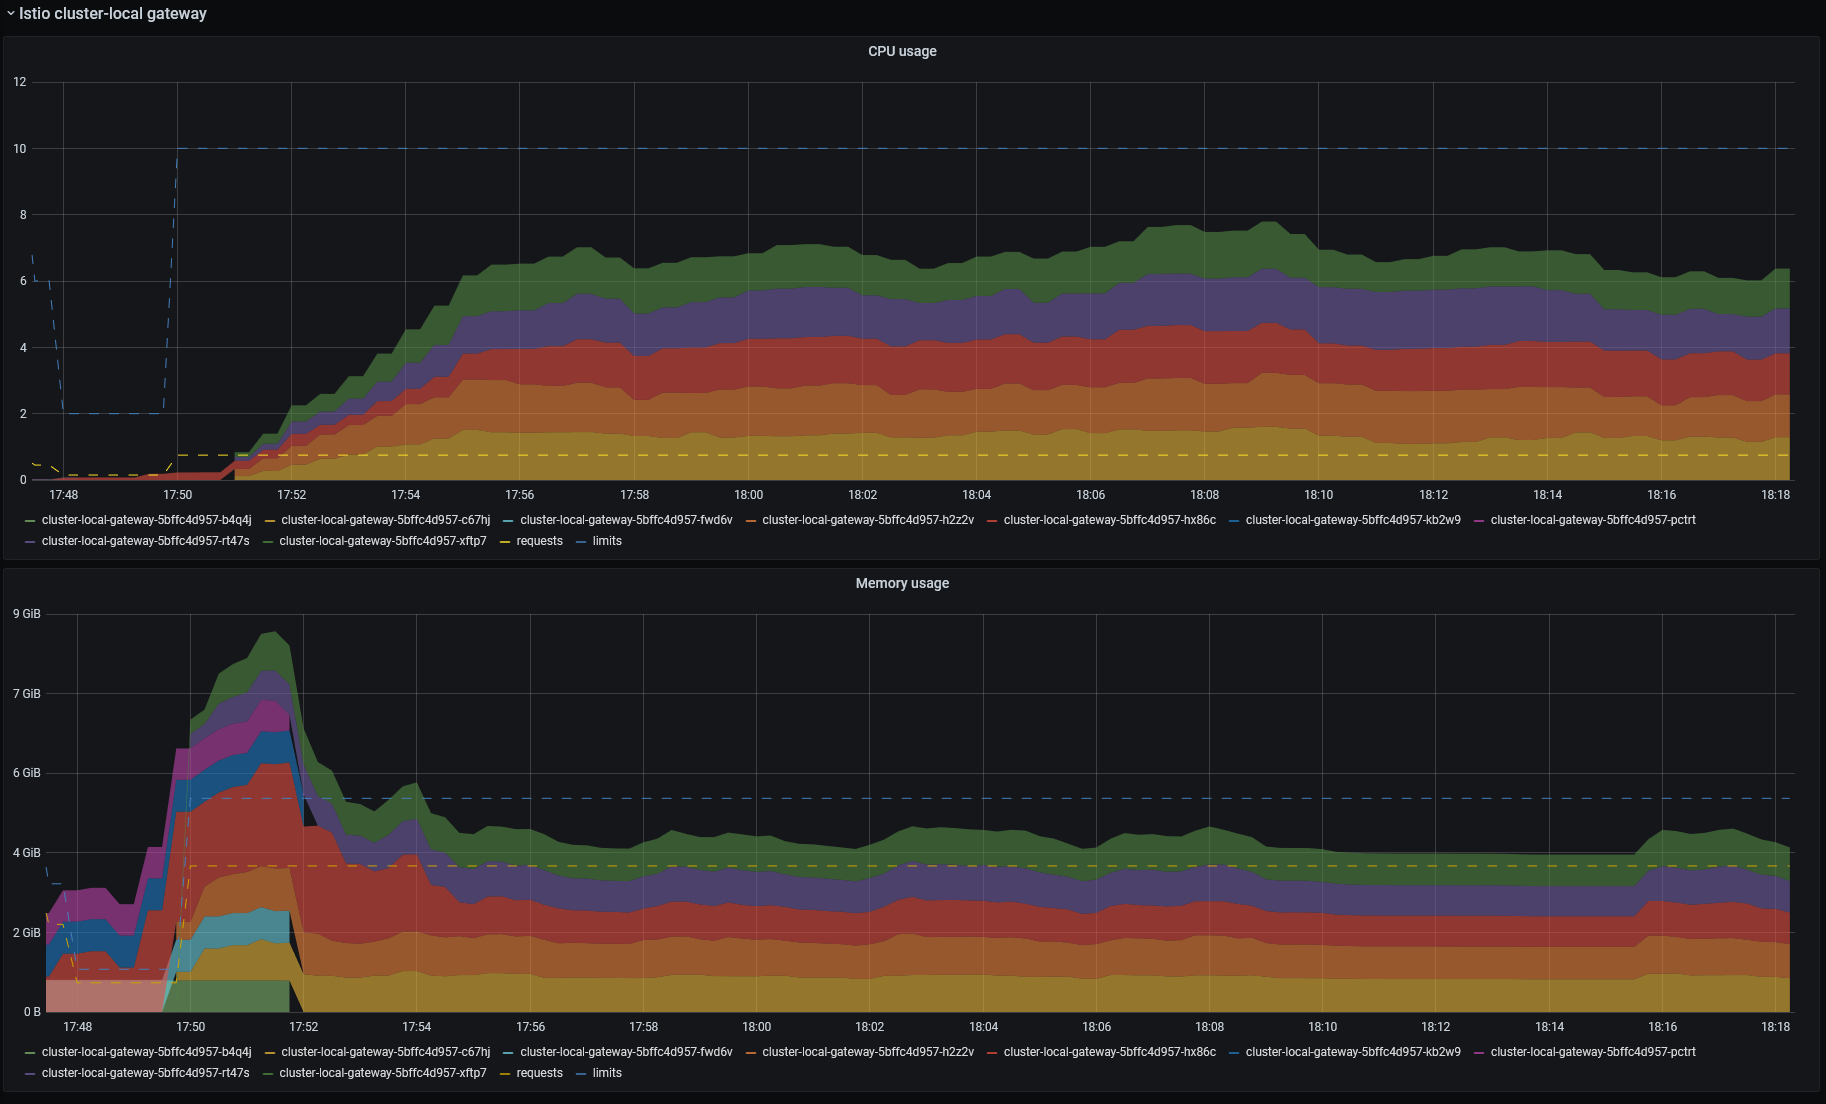 Istio cluster-local gateway
CPU usage
12
10
8
6
4
2
0
17:48 17:50 17:52 17:54 17:56 17:58 18:00 18:02 18:04 18:06 18:08 18:10 18:12 18:14 18:16 18:18
cluster-local-gateway-5bffc4d957-b4q4j cluster-local-gateway-5bffc4d957-c67hj cluster-local-gateway-5bffc4d957-fwd6v cluster-local-gateway-5bffc4d957-h2z2v cluster-local-gateway-5bffc4d957-hx86c cluster-local-gateway-5bffc4d957-kb2w9 cluster-local-gateway-5bffc4d957-pctrt
cluster-local-gateway-5bffc4d957-rt47s cluster-local-gateway-5bffc4d957-xftp7 requests limits
Memory usage
9 GiB
7 GiB
6 GiB
4 GiB
2 GiB
0 B
17:48 17:50 17:52 17:54 17:56 17:58 18:00 18:02 18:04 18:06 18:08 18:10 18:12 18:14 18:16 18:18
cluster-local-gateway-5bffc4d957-b4q4j cluster-local-gateway-5bffc4d957-c67hj cluster-local-gateway-5bffc4d957-fwd6v cluster-local-gateway-5bffc4d957-h2z2v cluster-local-gateway-5bffc4d957-hx86c cluster-local-gateway-5bffc4d957-kb2w9 cluster-local-gateway-5bffc4d957-pctrt
cluster-local-gateway-5bffc4d957-rt47s cluster-local-gateway-5bffc4d957-xftp7 requests limits